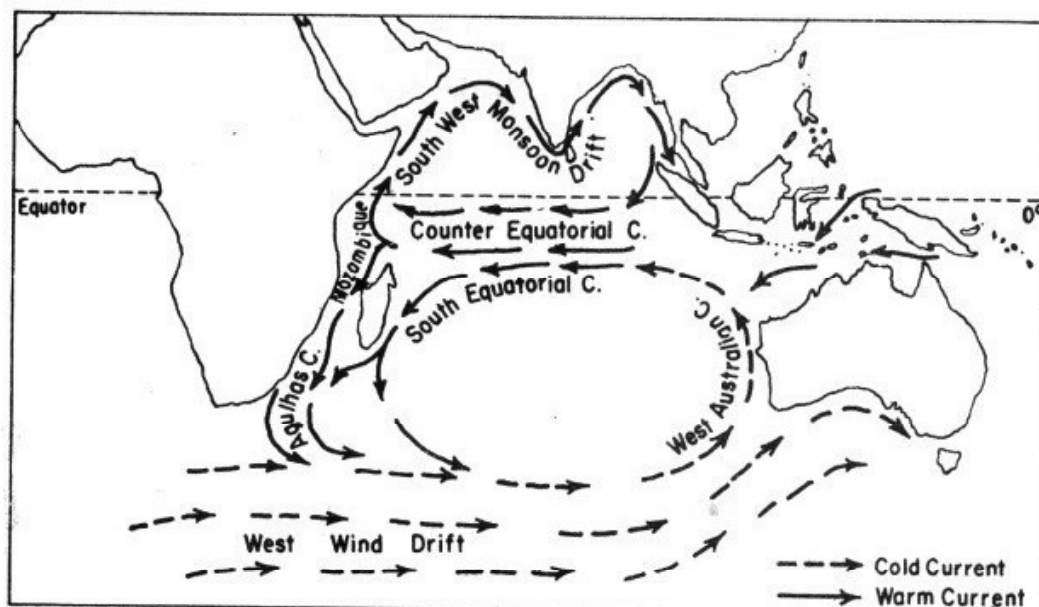 South West Monsoon Drift
Equator
0°
Mozambique
Counter Equatorial C.
South Equatorial C.
Agulhas C.
West Australian C.
West Wind Drift
Cold Current
Warm Current